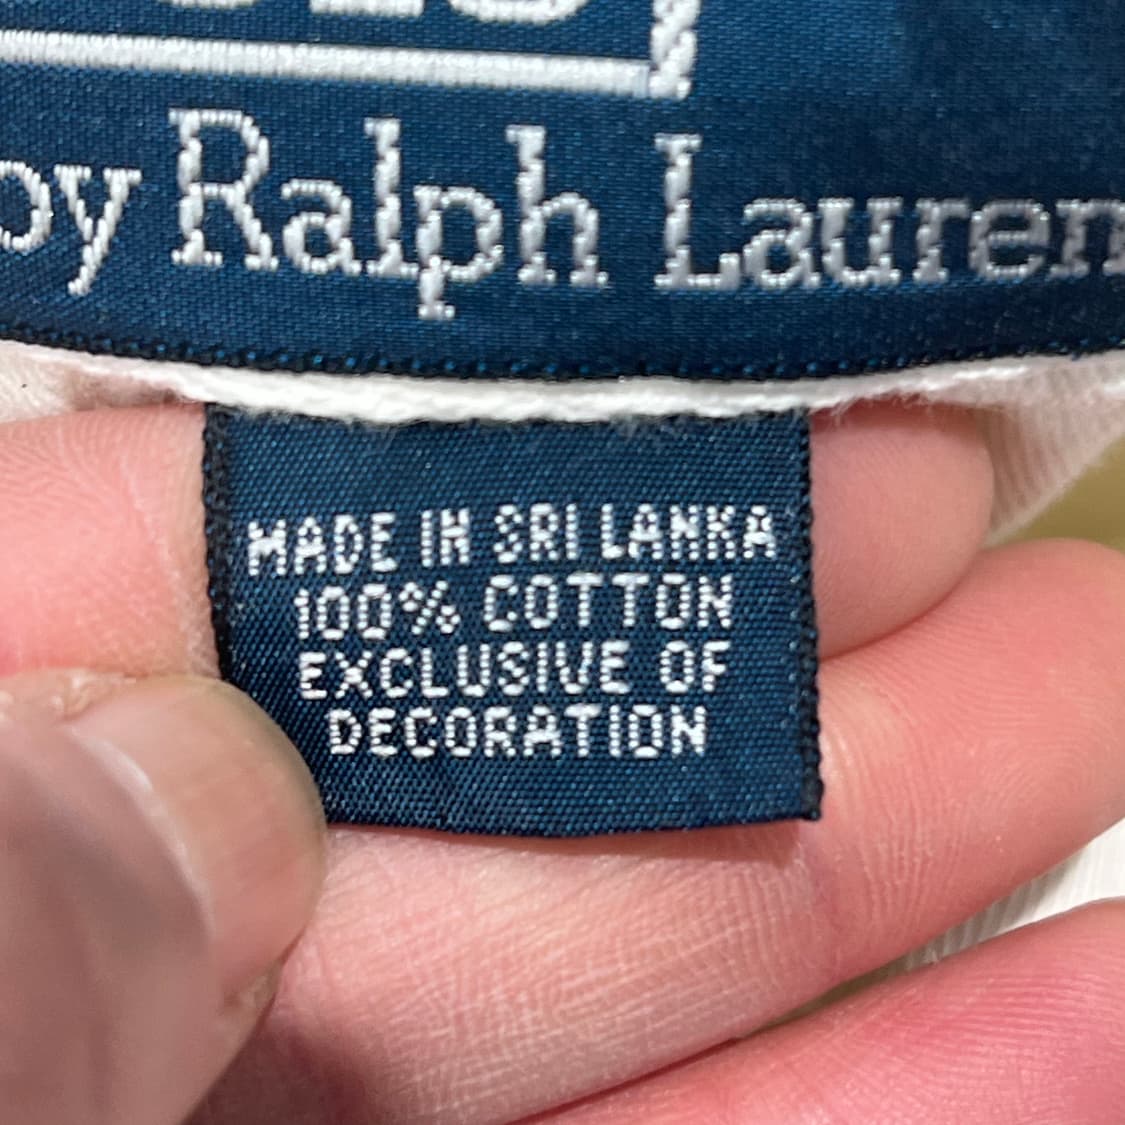 by Ralph Lauren
MADE IN SRI LANKA
100% COTTON
EXCLUSIVE OF
DECORATION